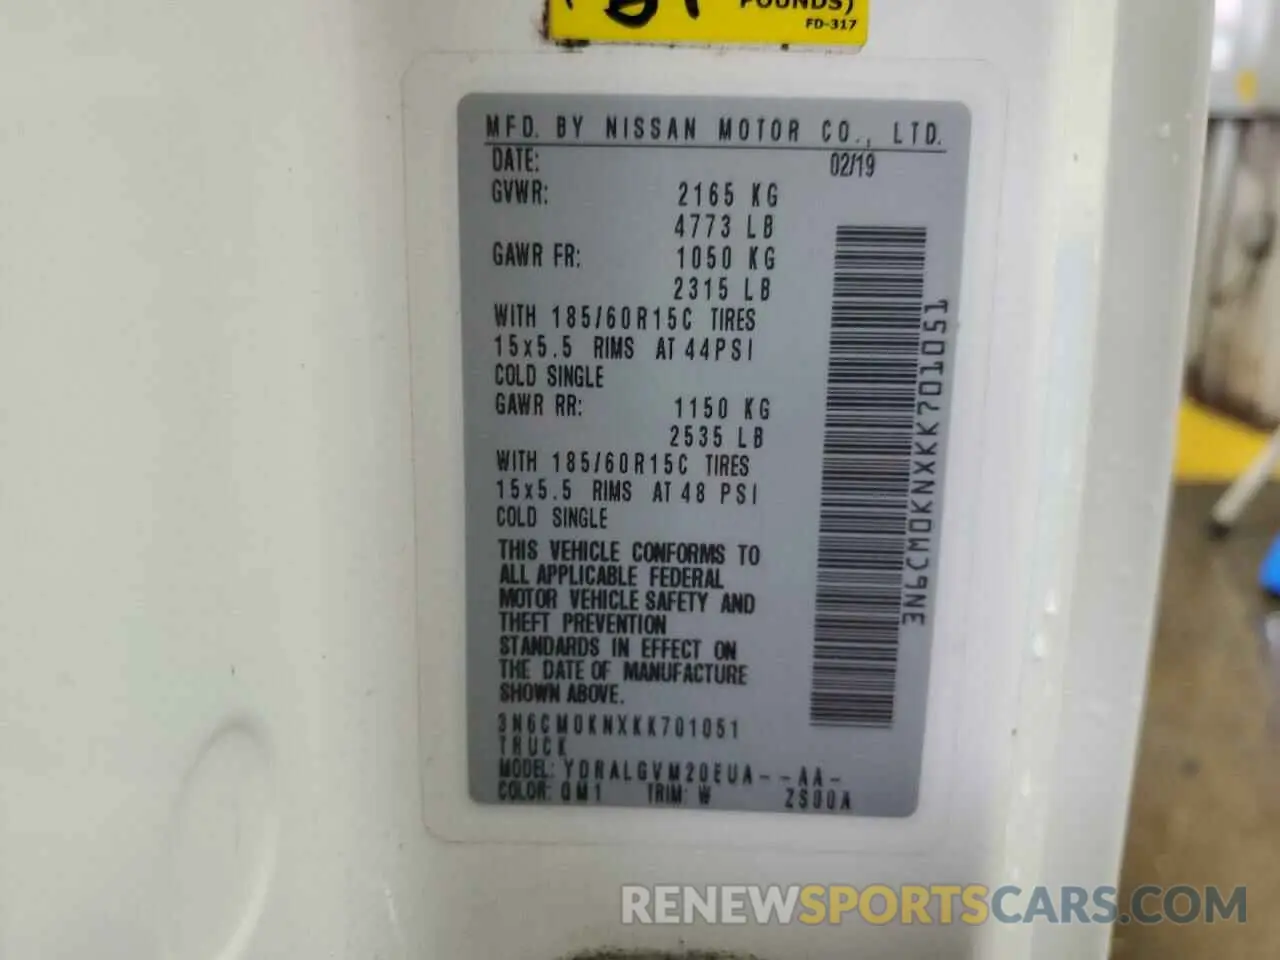 POUNDS)
FD-317
MFD. BY NISSAN MOTOR CO., LTD.
DATE: 02/19
GVWR: 2165 KG
4773 LB
GAWR FR: 1050 KG
2315 LB
WITH 185/60R15C TIRES
15x5.5 RIMS AT 44PSI
COLD SINGLE
GAWR RR: 1150 KG
2535 LB
WITH 185/60R15C TIRES
15x5.5 RIMS AT 48 PSI
COLD SINGLE
THIS VEHICLE CONFORMS TO
ALL APPLICABLE FEDERAL
MOTOR VEHICLE SAFETY AND
THEFT PREVENTION
STANDARDS IN EFFECT ON
THE DATE OF MANUFACTURE
SHOWN ABOVE.
3N6CM0KNXKK701051
TRUCK
MODEL: YDRALGVM20EUA--AA-
COLOR: QM1 TRIM: W ZS00A
3N6CM0KNXKK701051
RENEWSPORTSCARS.COM